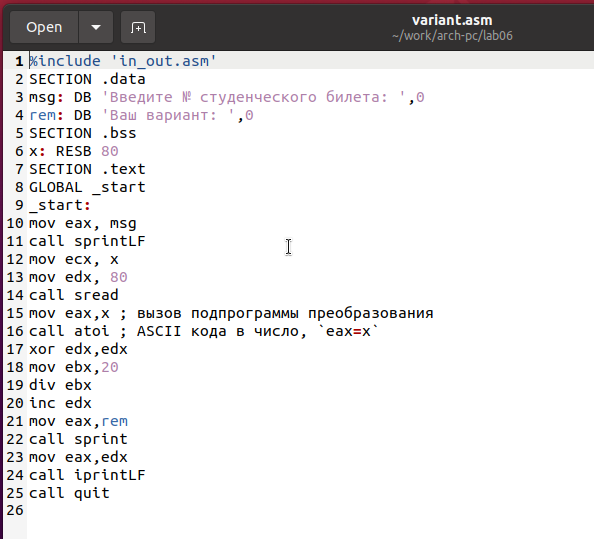 Open
variant.asm
~/work/arch-pc/lab06
1 %include 'in_out.asm'
2 SECTION .data
3 msg: DB 'Введите № студенческого билета: ',0
4 rem: DB 'Ваш вариант: ',0
5 SECTION .bss
6 x: RESB 80
7 SECTION .text
8 GLOBAL _start
9 _start:
10 mov eax, msg
11 call sprintLF
12 mov ecx, x
13 mov edx, 80
14 call sread
15 mov eax,x ; вызов подпрограммы преобразования
16 call atoi ; ASCII кода в число, `eax=x`
17 xor edx,edx
18 mov ebx,20
19 div ebx
20 inc edx
21 mov eax,rem
22 call sprint
23 mov eax,edx
24 call iprintLF
25 call quit
26